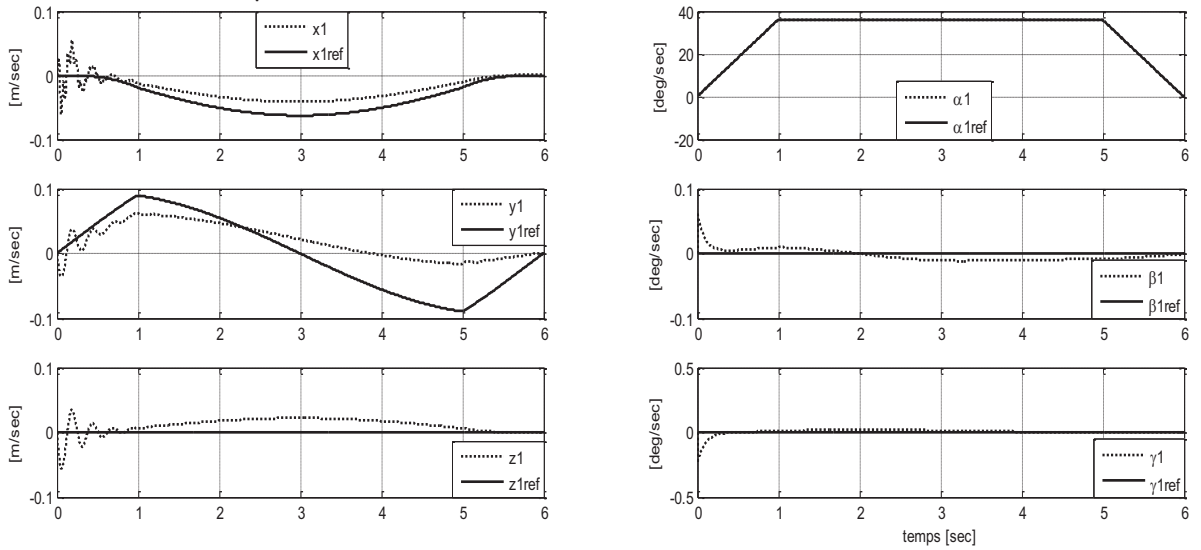 0.1
0
-0.1
[m/sec]
x1
x1ref
0 1 2 3 4 5 6
40
20
0
-20
[deg/sec]
α1
α1ref
0 1 2 3 4 5 6
0.1
0
-0.1
[m/sec]
y1
y1ref
0 1 2 3 4 5 6
0.1
0
-0.1
[deg/sec]
β1
β1ref
0 1 2 3 4 5 6
0.1
0
-0.1
[m/sec]
z1
z1ref
0 1 2 3 4 5 6
0.5
0
-0.5
[deg/sec]
γ1
γ1ref
0 1 2 3 4 5 6
temps [sec]